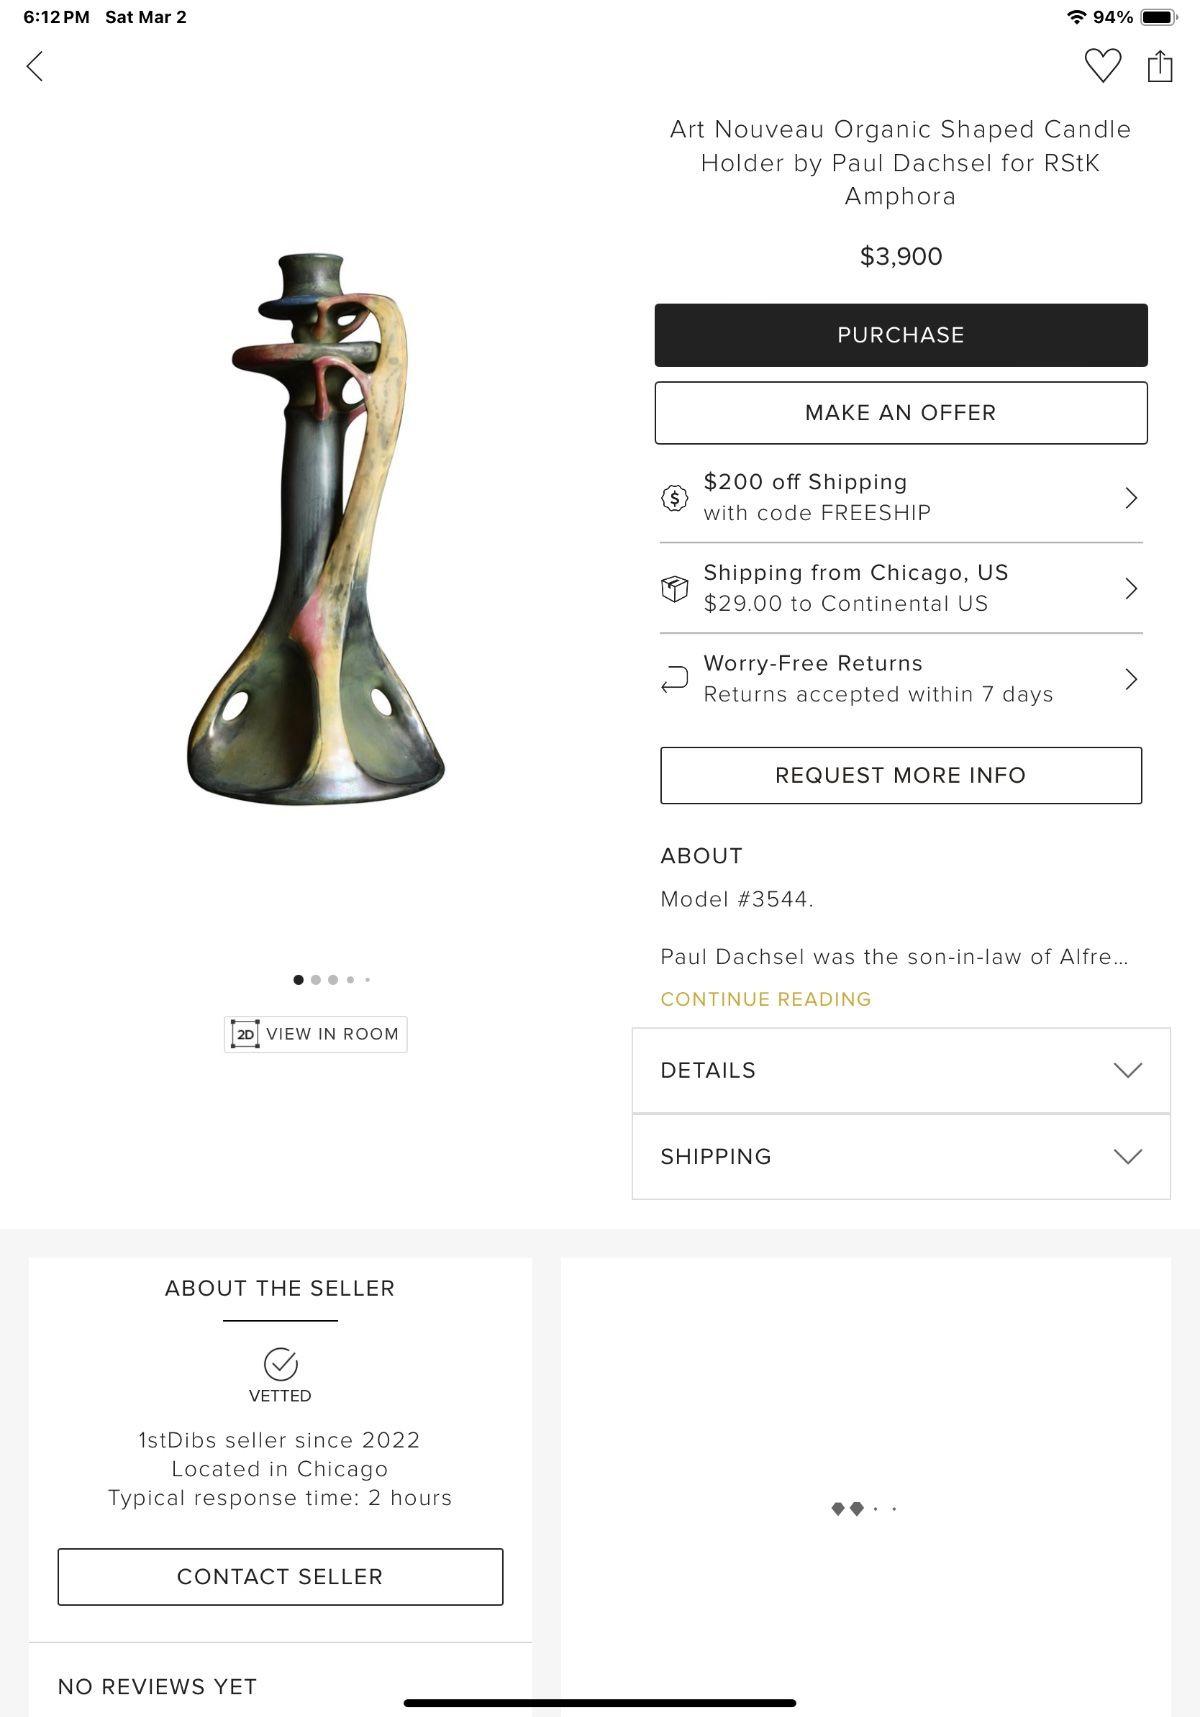 6:12 PM Sat Mar 2
94%
Art Nouveau Organic Shaped Candle
Holder by Paul Dachsel for RStK
Amphora
$3,900
PURCHASE
MAKE AN OFFER
$200 off Shipping
with code FREESHIP
Shipping from Chicago, US
$29.00 to Continental US
Worry-Free Returns
Returns accepted within 7 days
REQUEST MORE INFO
ABOUT
Model #3544.
Paul Dachsel was the son-in-law of Alfre...
CONTINUE READING
2D VIEW IN ROOM
DETAILS
SHIPPING
ABOUT THE SELLER
VETTED
1stDibs seller since 2022
Located in Chicago
Typical response time: 2 hours
CONTACT SELLER
NO REVIEWS YET